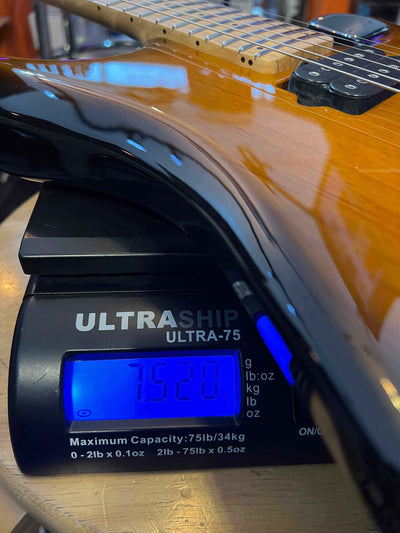 ULTRASHIP
ULTRA-75
7.520
g
lb:oz
kg
lb
oz
Maximum Capacity:75lb/34kg
0 - 2lb x 0.1oz 2lb - 75lb x 0.5oz